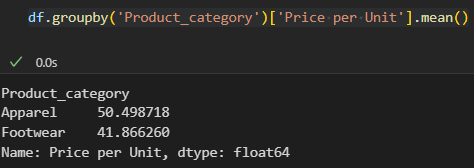 df.groupby('Product_category')['Price per Unit'].mean()
0.0s
Product_category
Apparel     50.498718
Footwear    41.866260
Name: Price per Unit, dtype: float64